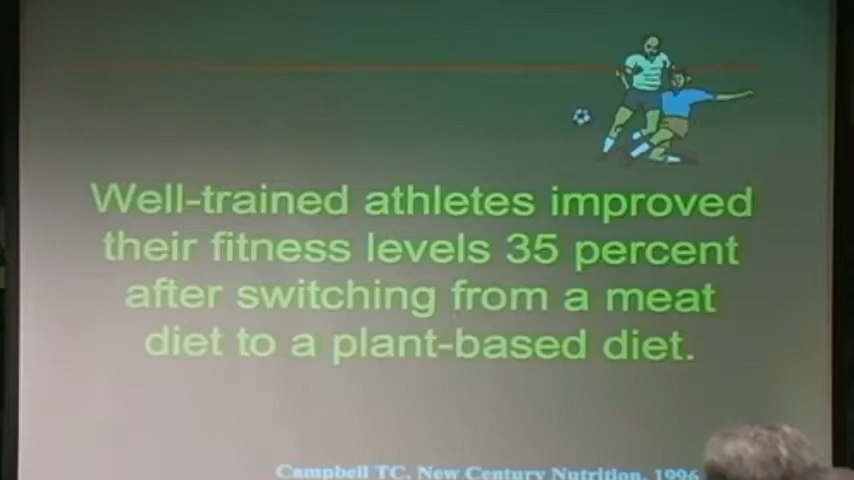 Well-trained athletes improved
their fitness levels 35 percent
after switching from a meat
diet to a plant-based diet.
Campbell TC, New Century Nutrition, 1996